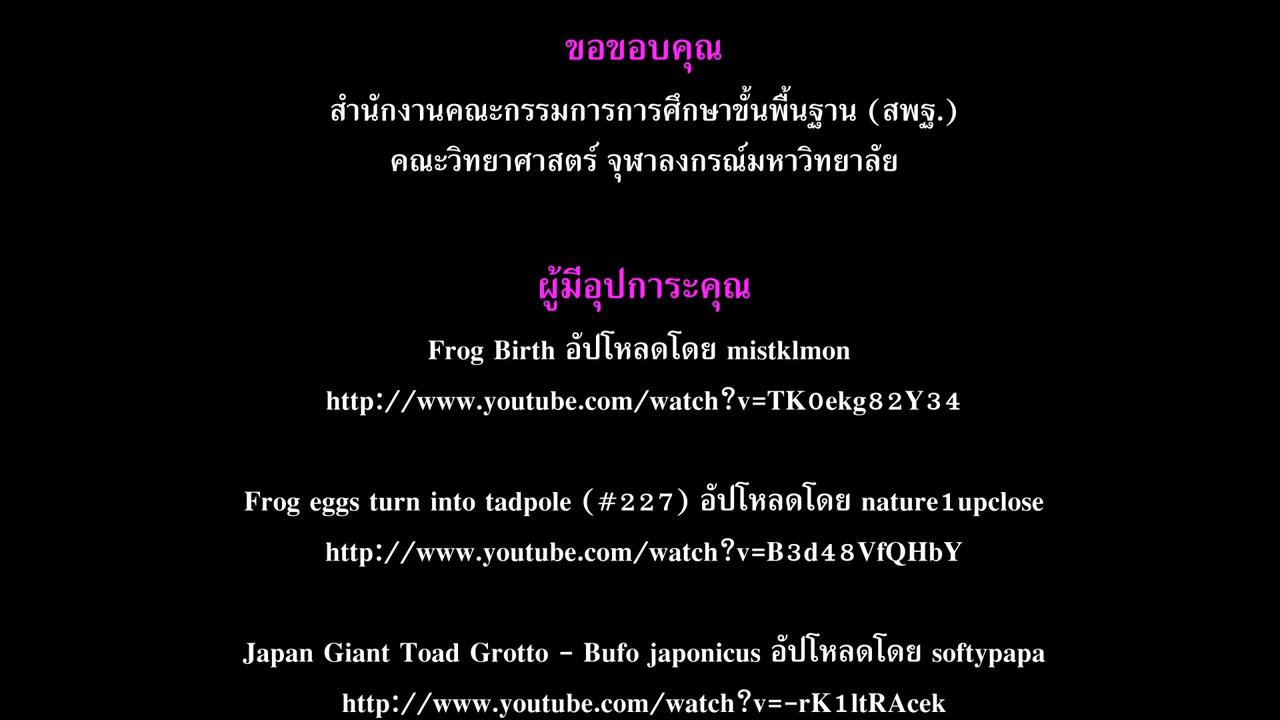 ขอขอบคุณ
สำนักงานคณะกรรมการการศึกษาขั้นพื้นฐาน (สพฐ.)
คณะวิทยาศาสตร์ จุฬาลงกรณ์มหาวิทยาลัย
ผู้มีอุปการะคุณ
Frog Birth อัปโหลดโดย mistklmon
http://www.youtube.com/watch?v=TK0ekg82Y34
Frog eggs turn into tadpole (#227) อัปโหลดโดย nature1upclose
http://www.youtube.com/watch?v=B3d48VfQHbY
Japan Giant Toad Grotto - Bufo japonicus อัปโหลดโดย softypapa
http://www.youtube.com/watch?v=-rK1ltRAcek